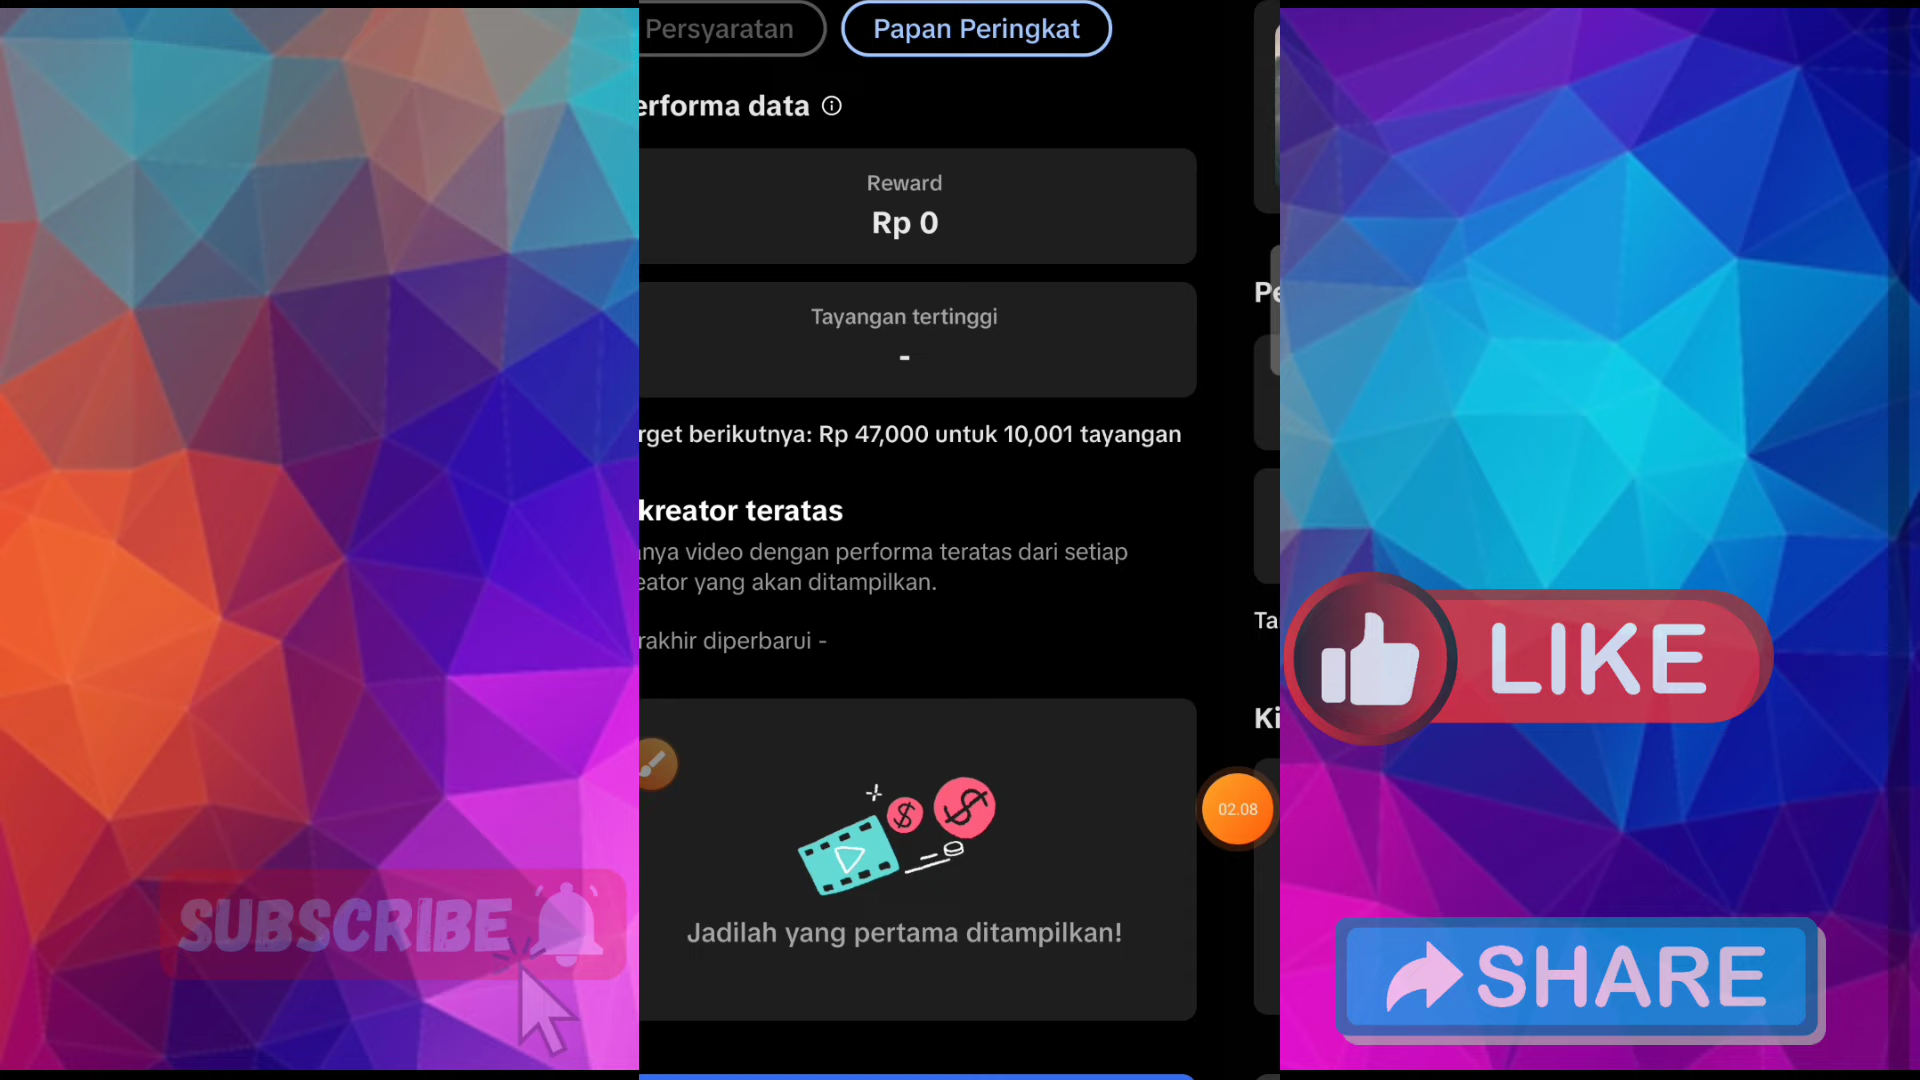 Persyaratan
Papan Peringkat
erforma data
Reward
Rp 0
Tayangan tertinggi
-
rget berikutnya: Rp 47,000 untuk 10,001 tayangan
kreator teratas
nya video dengan performa teratas dari setiap
eator yang akan ditampilkan.
rakhir diperbarui -
Jadilah yang pertama ditampilkan!
02.08
Pe
Ta
Ki
SUBSCRIBE
LIKE
SHARE